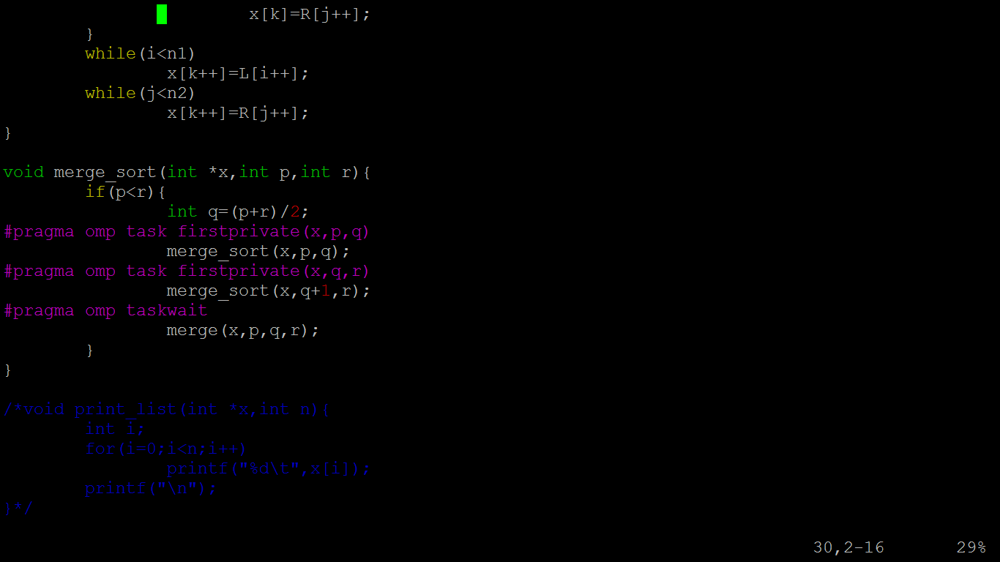 x[k]=R[j++];
}
while(i<n1)
x[k++]=L[i++];
while(j<n2)
x[k++]=R[j++];
}
void merge_sort(int *x,int p,int r){
if(p<r){
int q=(p+r)/2;
#pragma omp task firstprivate(x,p,q)
merge_sort(x,p,q);
#pragma omp task firstprivate(x,q,r)
merge_sort(x,q+1,r);
#pragma omp taskwait
merge(x,p,q,r);
}
}
/*void print_list(int *x,int n){
int i;
for(i=0;i<n;i++)
printf("%d\t",x[i]);
printf("\n");
}*/
30,2-16 29%